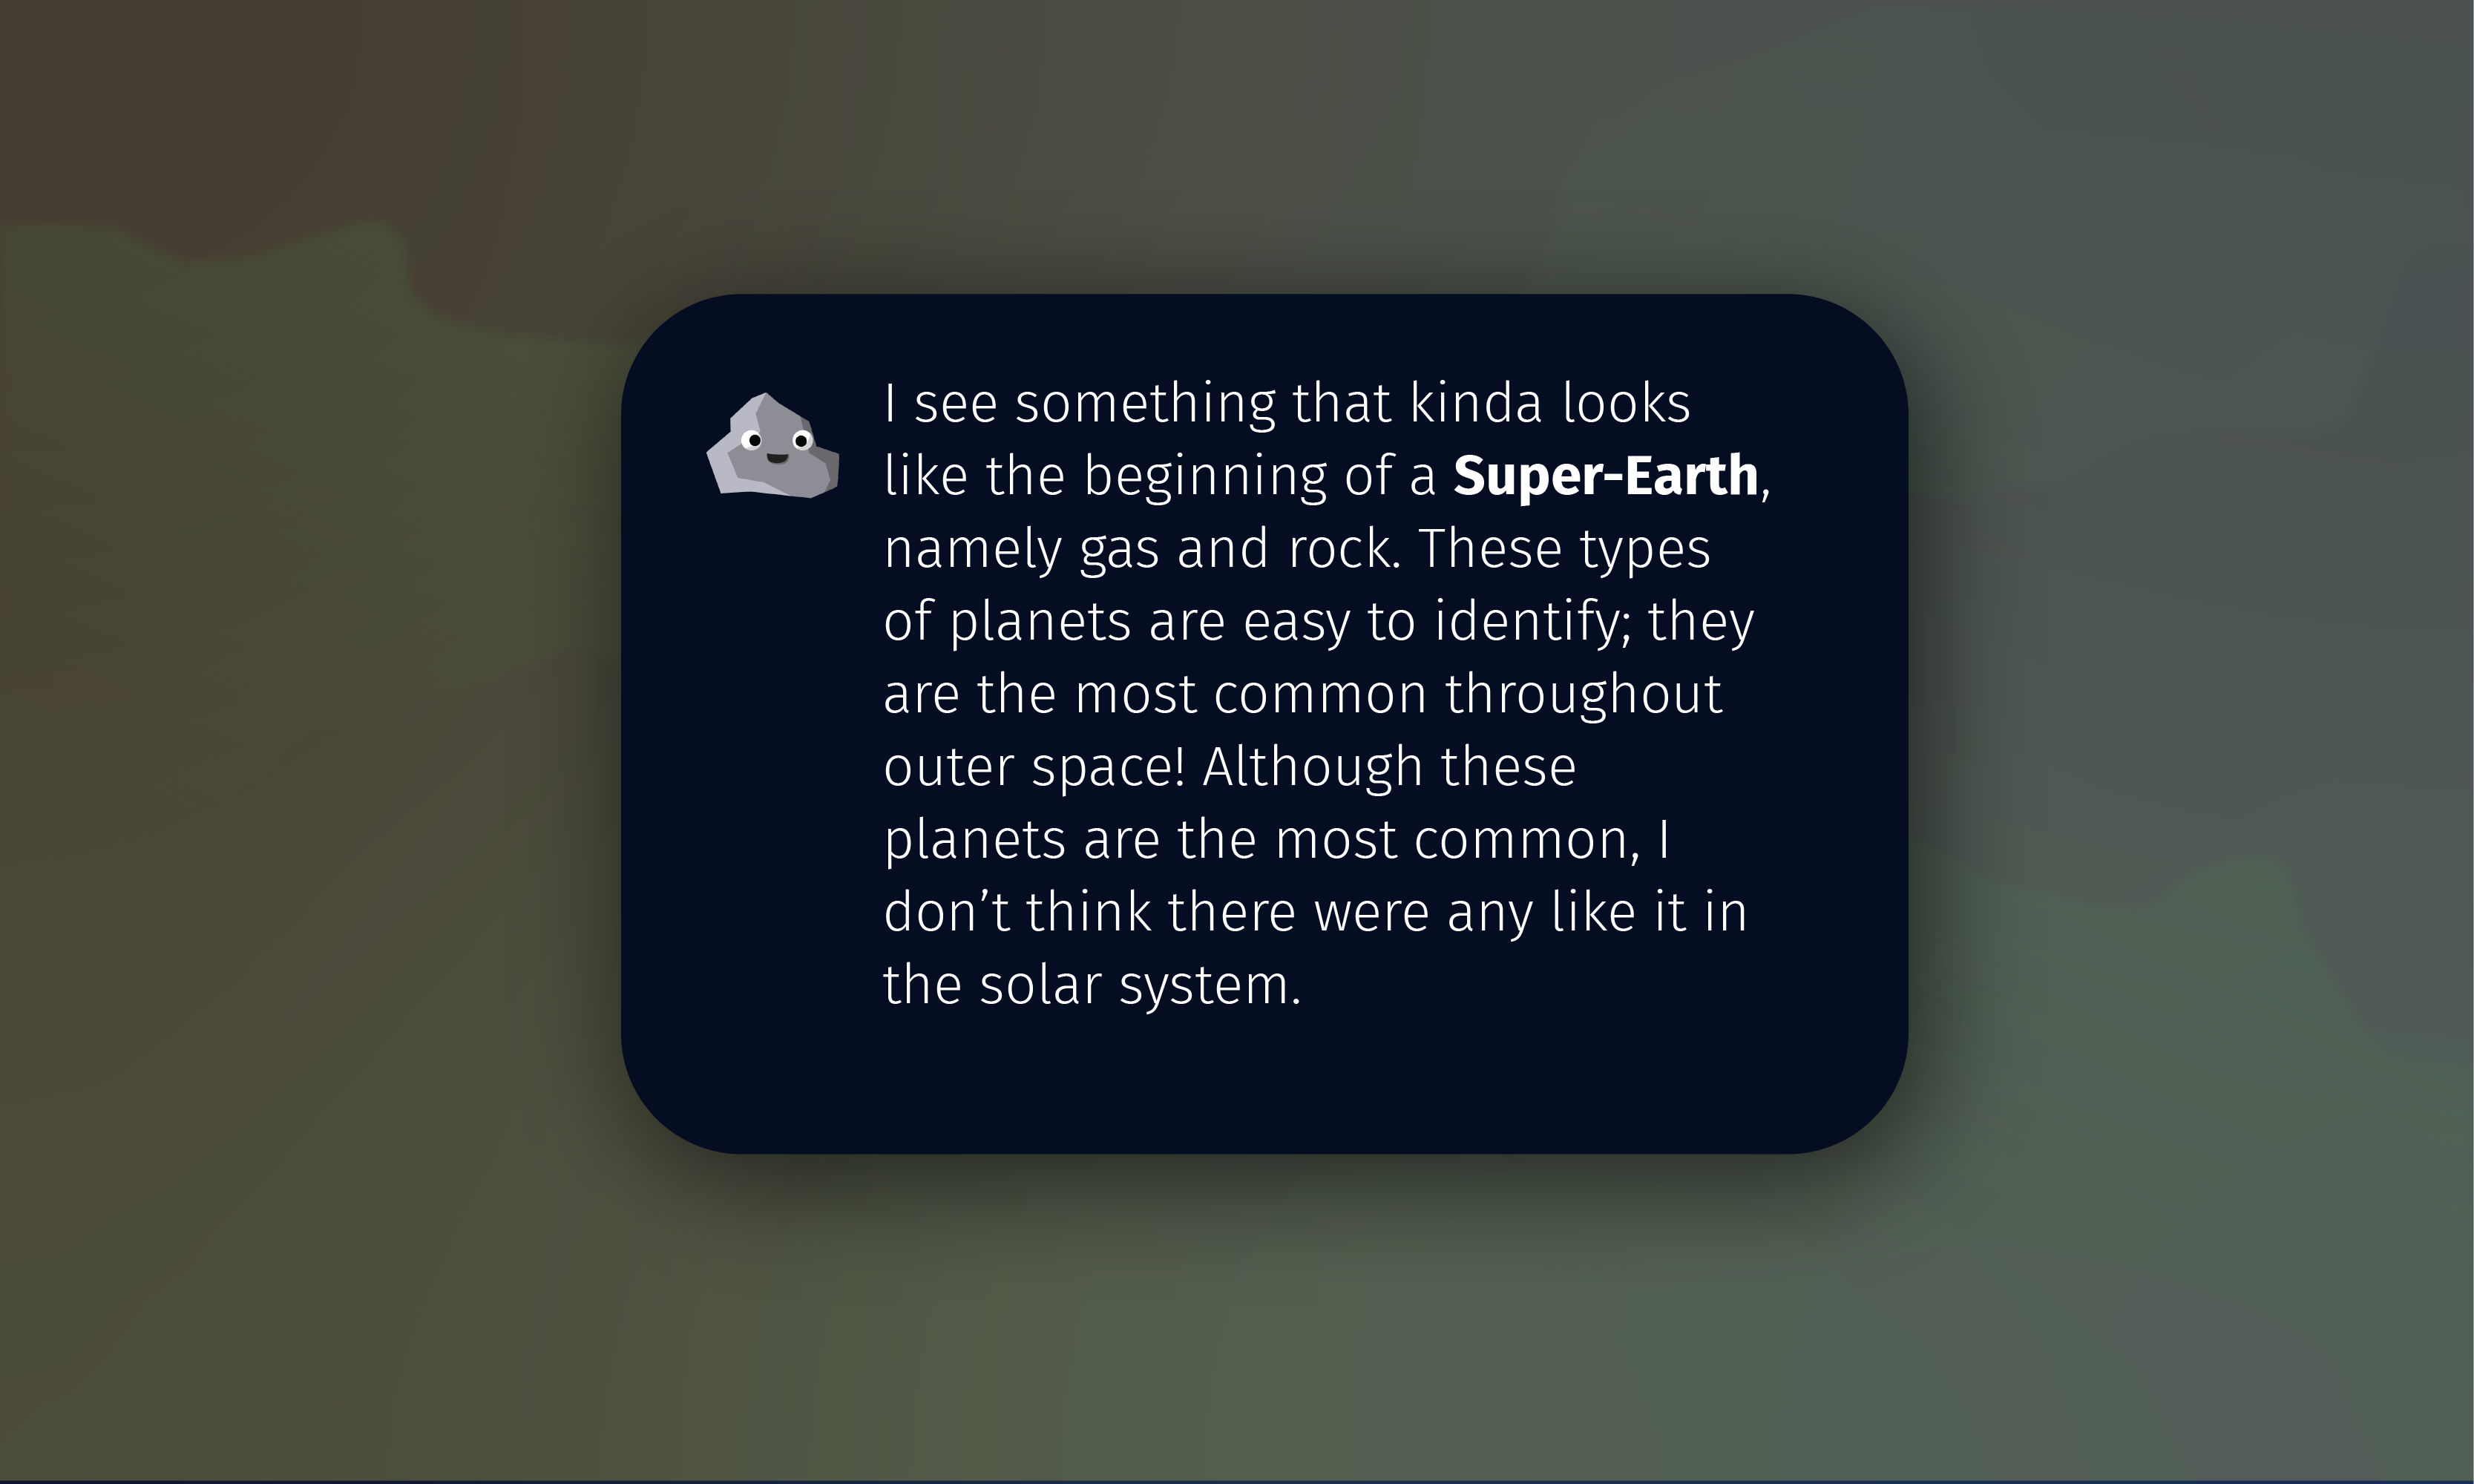 I see something that kinda looks
like the beginning of a Super-Earth,
namely gas and rock. These types
of planets are easy to identify; they
are the most common throughout
outer space! Although these
planets are the most common, I
don’t think there were any like it in
the solar system.